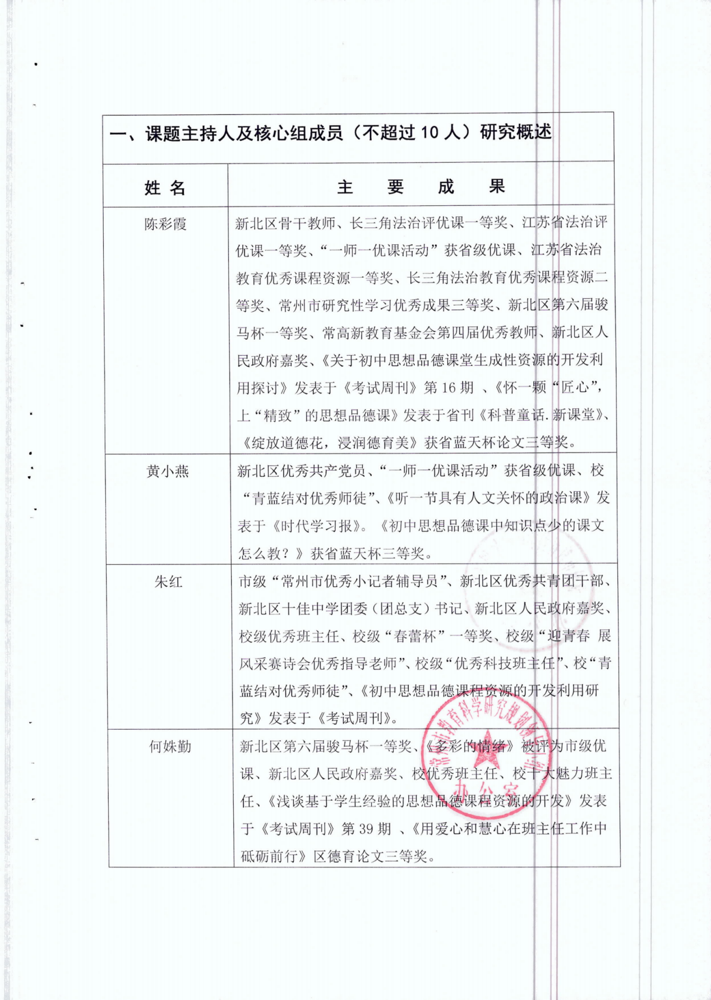 一、课题主持人及核心组成员（不超过 10 人）研究概述
姓 名
主 要 成 果
陈彩霞
新北区骨干教师、长三角法治评优课一等奖、江苏省法治评
优课一等奖、“一师一优课活动”获省级优课、江苏省法治
教育优秀课程资源一等奖、长三角法治教育优秀课程资源二
等奖、常州市研究性学习优秀成果三等奖、新北区第六届骏
马杯一等奖、常高新教育基金会第四届优秀教师、新北区人
民政府嘉奖、《关于初中思想品德课堂生成性资源的开发利
用探讨》发表于《考试周刊》第 16 期 、《怀一颗“匠心”，
上“精致”的思想品德课》发表于省刊《科普童话.新课堂》、
《绽放道德花，浸润德育美》获省蓝天杯论文三等奖。
黄小燕
新北区优秀共产党员、“一师一优课活动”获省级优课、校
“青蓝结对优秀师徒”、《听一节具有人文关怀的政治课》发
表于《时代学习报》。《初中思想品德课中知识点少的课文
怎么教？》获省蓝天杯三等奖。
朱红
市级“常州市优秀小记者辅导员”、新北区优秀共青团干部、
新北区十佳中学团委（团总支）书记、新北区人民政府嘉奖、
校级优秀班主任、校级“春蕾杯”一等奖、校级“迎青春 展
风采赛诗会优秀指导老师”、校级“优秀科技班主任”、校“青
蓝结对优秀师徒”、《初中思想品德课程资源的开发利用研
究》发表于《考试周刊》。
何姝勤
新北区第六届骏马杯一等奖、《多彩的情绪》被评为市级优
课、新北区人民政府嘉奖、校优秀班主任、校十大魅力班主
任、《浅谈基于学生经验的思想品德课程资源的开发》发表
于《考试周刊》第 39 期 、《用爱心和慧心在班主任工作中
砥砺前行》区德育论文三等奖。
常州市教育科学研究规划领导小组
办公室